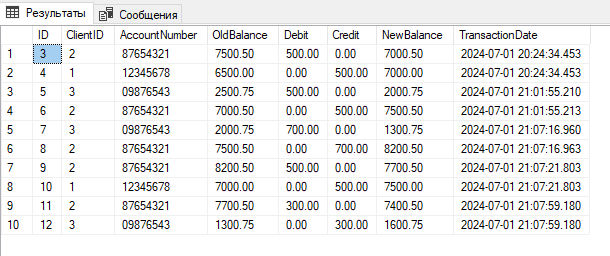 Результаты Сообщения
ID ClientID AccountNumber OldBalance Debit Credit NewBalance TransactionDate
1 3 2 87654321 7500.50 500.00 0.00 7000.50 2024-07-01 20:24:34.453
2 4 1 12345678 6500.00 0.00 500.00 7000.00 2024-07-01 20:24:34.453
3 5 3 09876543 2500.75 500.00 0.00 2000.75 2024-07-01 21:01:55.210
4 6 2 87654321 7000.50 0.00 500.00 7500.50 2024-07-01 21:01:55.213
5 7 3 09876543 2000.75 700.00 0.00 1300.75 2024-07-01 21:07:16.960
6 8 2 87654321 7500.50 0.00 700.00 8200.50 2024-07-01 21:07:16.963
7 9 2 87654321 8200.50 500.00 0.00 7700.50 2024-07-01 21:07:21.803
8 10 1 12345678 7000.00 0.00 500.00 7500.00 2024-07-01 21:07:21.803
9 11 2 87654321 7700.50 300.00 0.00 7400.50 2024-07-01 21:07:59.180
10 12 3 09876543 1300.75 0.00 300.00 1600.75 2024-07-01 21:07:59.180